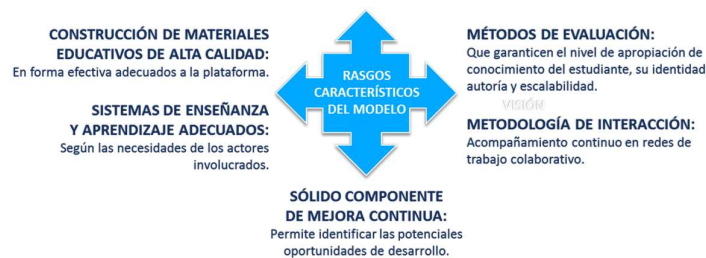 CONSTRUCCIÓN DE MATERIALES
EDUCATIVOS DE ALTA CALIDAD:
En forma efectiva adecuados a la plataforma.
SISTEMAS DE ENSEÑANZA
Y APRENDIZAJE ADECUADOS:
Según las necesidades de los actores
involucrados.
RASGOS
CARACTERÍSTICOS
DEL MODELO
MÉTODOS DE EVALUACIÓN:
Que garanticen el nivel de apropiación de
conocimiento del estudiante, su identidad
autoría y escalabilidad.
VISIÓN
METODOLOGÍA DE INTERACCIÓN:
Acompañamiento continuo en redes de
trabajo colaborativo.
SÓLIDO COMPONENTE
DE MEJORA CONTINUA:
Permite identificar las potenciales
oportunidades de desarrollo.